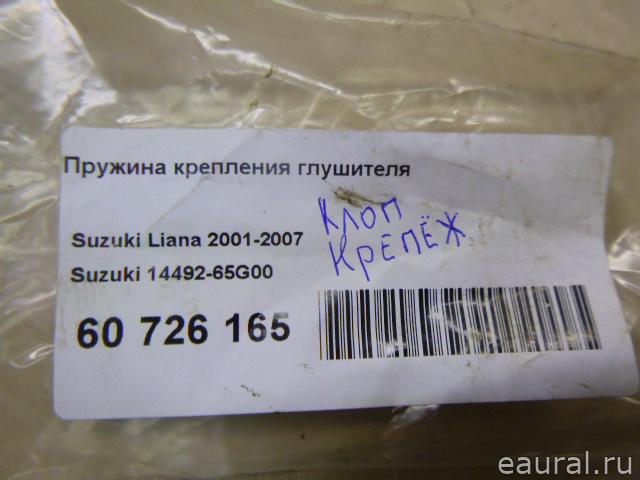 Пружина крепления глушителя
Клоп
Крепёж
Suzuki Liana 2001-2007
Suzuki 14492-65G00
60 726 165
eaural.ru